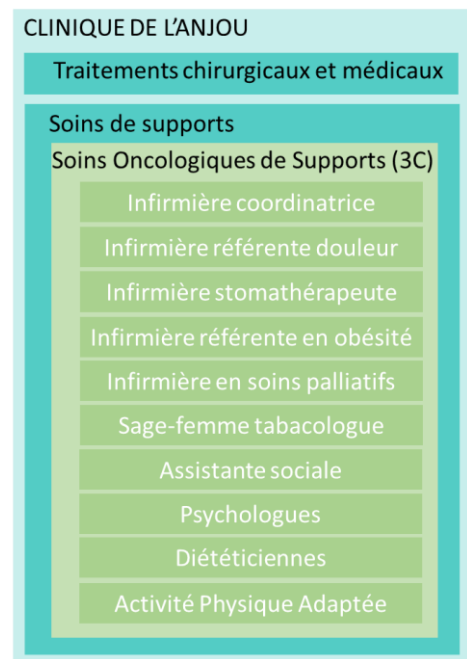 CLINIQUE DE L'ANJOU
Traitements chirurgicaux et médicaux
Soins de supports
Soins Oncologiques de Supports (3C)
Infirmière coordinatrice
Infirmière référente douleur
Infirmière stomathérapeute
Infirmière référente en obésité
Infirmière en soins palliatifs
Sage-femme tabacologue
Assistante sociale
Psychologues
Diététiciennes
Activité Physique Adaptée